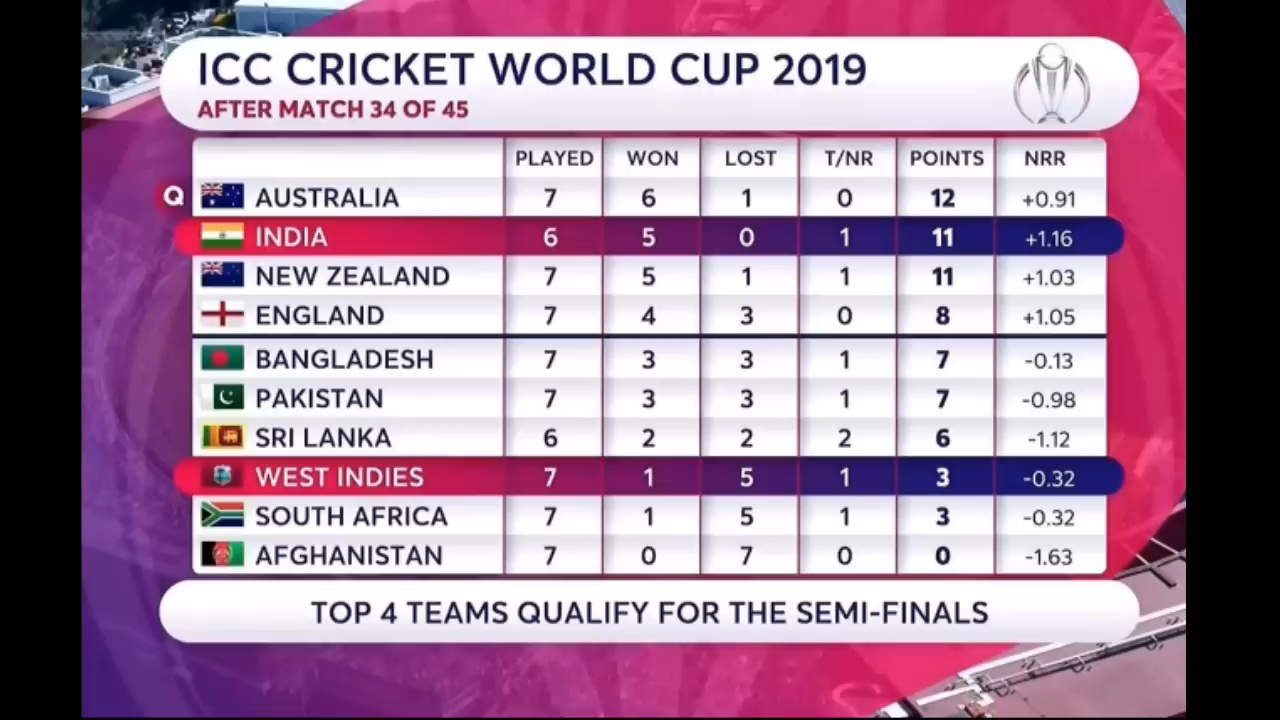 ICC CRICKET WORLD CUP 2019
AFTER MATCH 34 OF 45
PLAYED WON LOST T/NR POINTS NRR
Q AUSTRALIA 7 6 1 0 12 +0.91
INDIA 6 5 0 1 11 +1.16
NEW ZEALAND 7 5 1 1 11 +1.03
ENGLAND 7 4 3 0 8 +1.05
BANGLADESH 7 3 3 1 7 -0.13
PAKISTAN 7 3 3 1 7 -0.98
SRI LANKA 6 2 2 2 6 -1.12
WEST INDIES 7 1 5 1 3 -0.32
SOUTH AFRICA 7 1 5 1 3 -0.32
AFGHANISTAN 7 0 7 0 0 -1.63
TOP 4 TEAMS QUALIFY FOR THE SEMI-FINALS